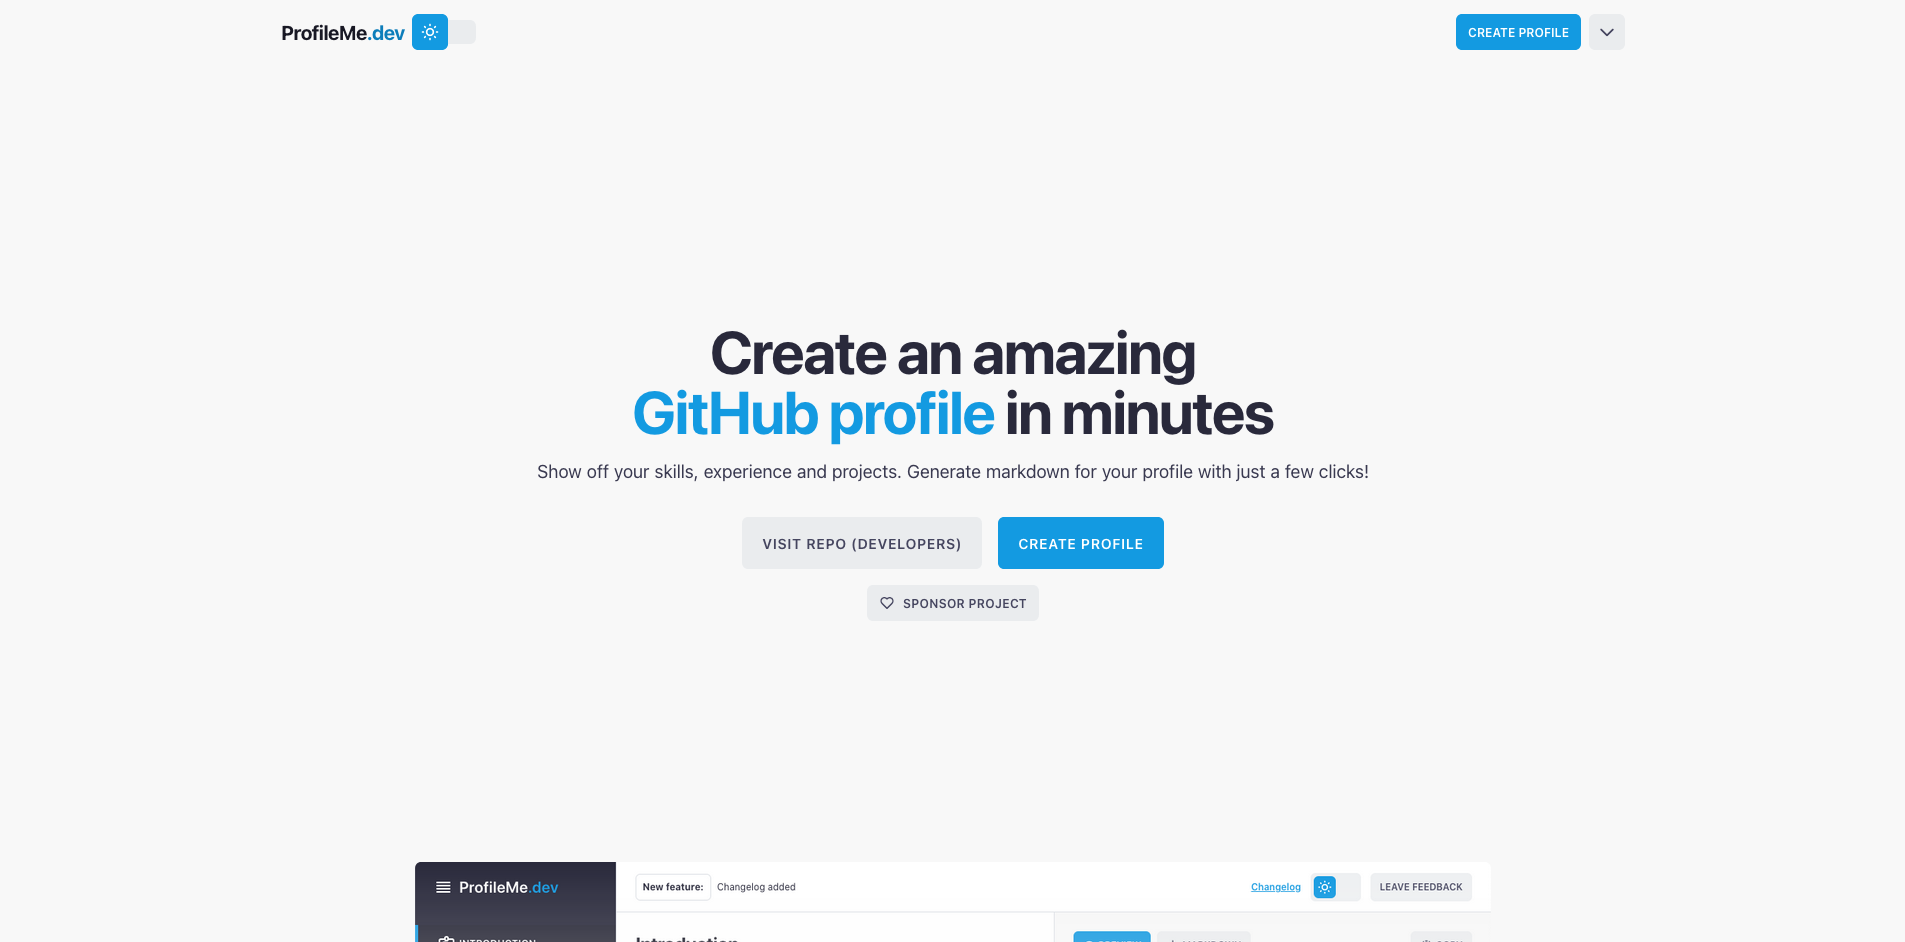 ProfileMe.dev
CREATE PROFILE
Create an amazing
GitHub profile in minutes
Show off your skills, experience and projects. Generate markdown for your profile with just a few clicks!
VISIT REPO (DEVELOPERS)
CREATE PROFILE
SPONSOR PROJECT
ProfileMe.dev
New feature: Changelog added
Changelog
LEAVE FEEDBACK
INTRODUCTION
Introduction